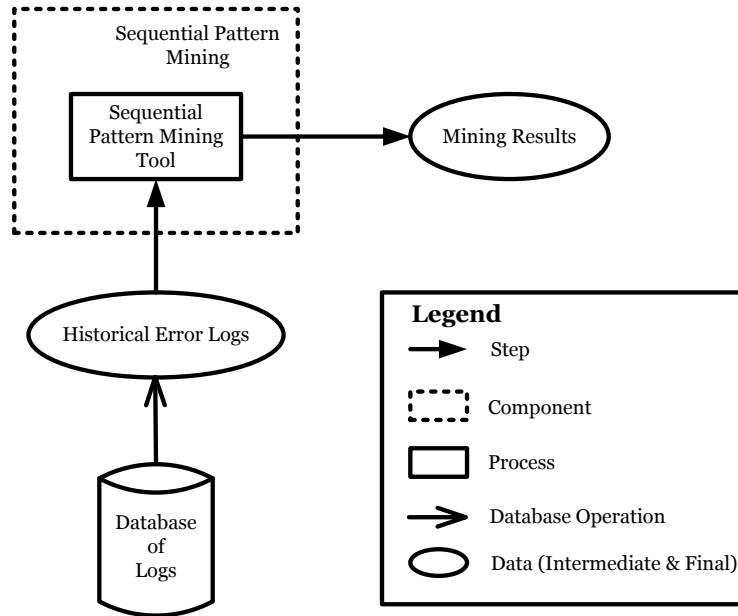 Sequential Pattern
Mining
Sequential
Pattern Mining
Tool
Mining Results
Historical Error Logs
Database
of
Logs
Legend
Step
Component
Process
Database Operation
Data (Intermediate & Final)